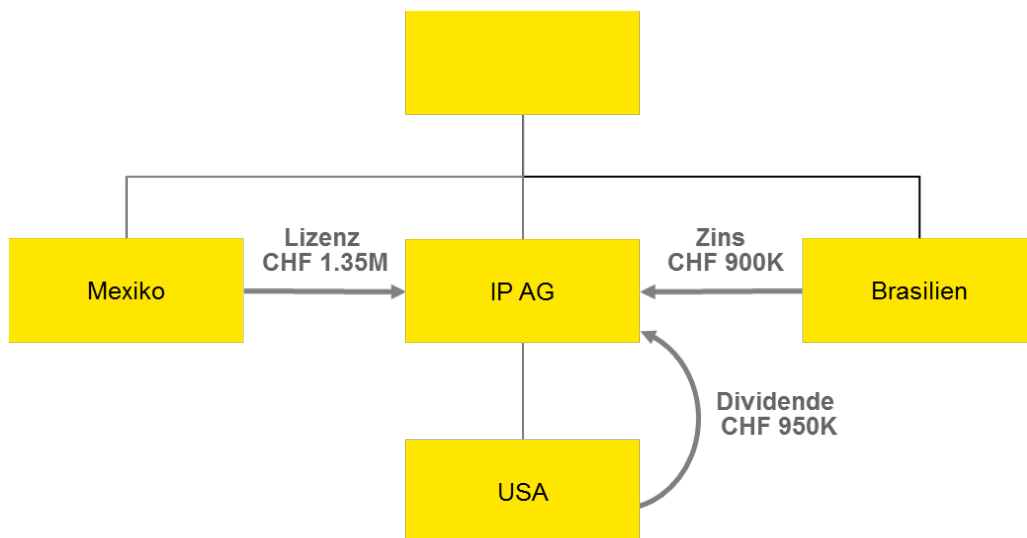 Lizenz
CHF 1.35M
Zins
CHF 900K
Mexiko
IP AG
Brasilien
Dividende
CHF 950K
USA